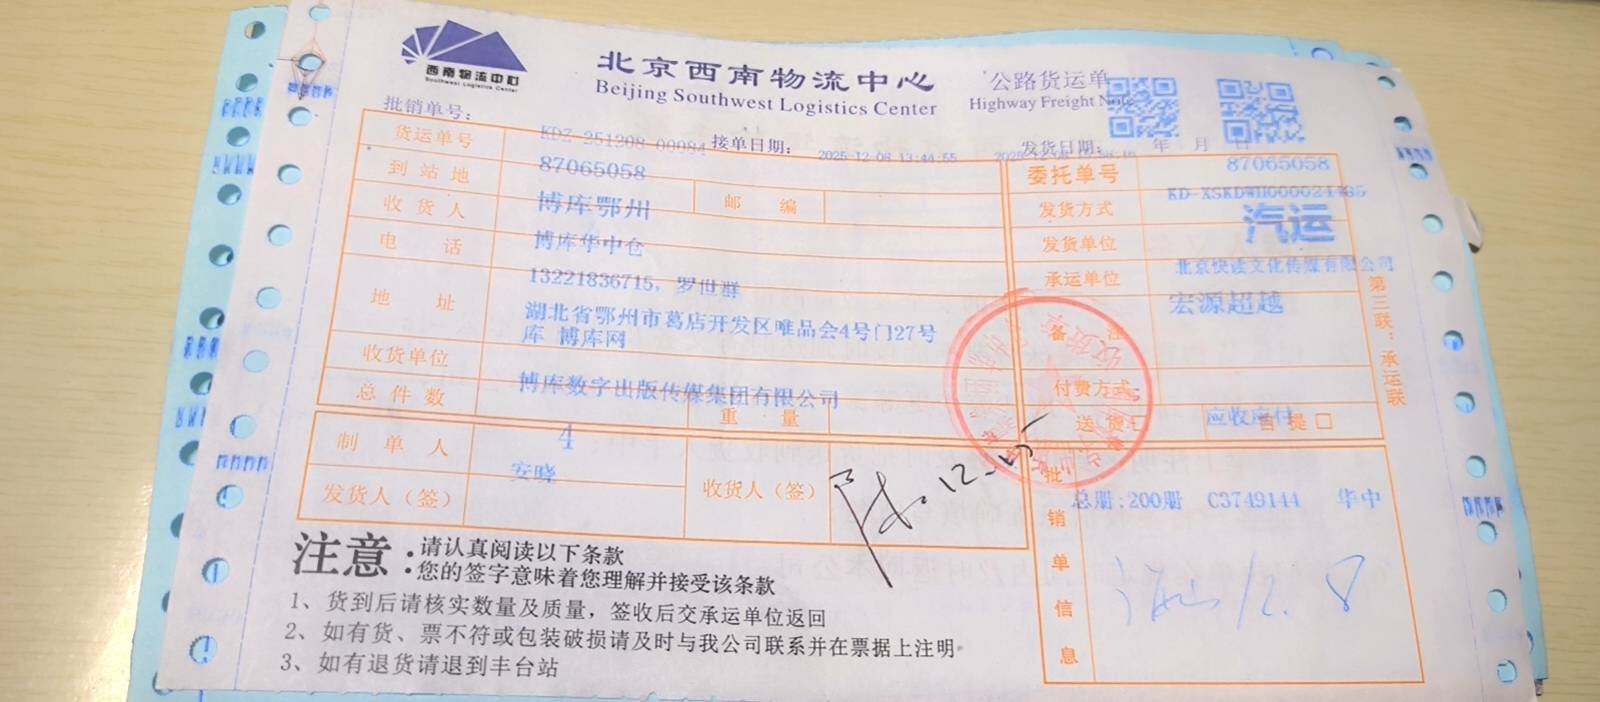 西南物流中心
Southwest Logistics Center
北京西南物流中心
Beijing Southwest Logistics Center
公路货运单
Highway Freight Note
批销单号：
货运单号 KDZ-251208-00084 接单日期： 2025-12-08 13:44:55 发货日期： 年 月 日
87065058
到站地 博库鄂州 邮编
收货人 博库华中仓
电话 13221836715, 罗世群
地址 湖北省鄂州市葛店开发区唯品会4号门27号
库 博库网
收货单位 博库数字出版传媒集团有限公司
总件数 4 重量
制单人 安晓
发货人（签） 收货人（签） 12-15
委托单号 87065058
发货方式 汽运
发货单位 北京快读文化传媒有限公司
承运单位 宏源超越
备注
付费方式 应收应付
送货口 自提口
第三联：承运联
批销单信息
总册:200册 C3749144 华中
12.8
注意：请认真阅读以下条款
您的签字意味着您理解并接受该条款
1、货到后请核实数量及质量，签收后交承运单位返回
2、如有货、票不符或包装破损请及时与我公司联系并在票据上注明。
3、如有退货请退到丰台站